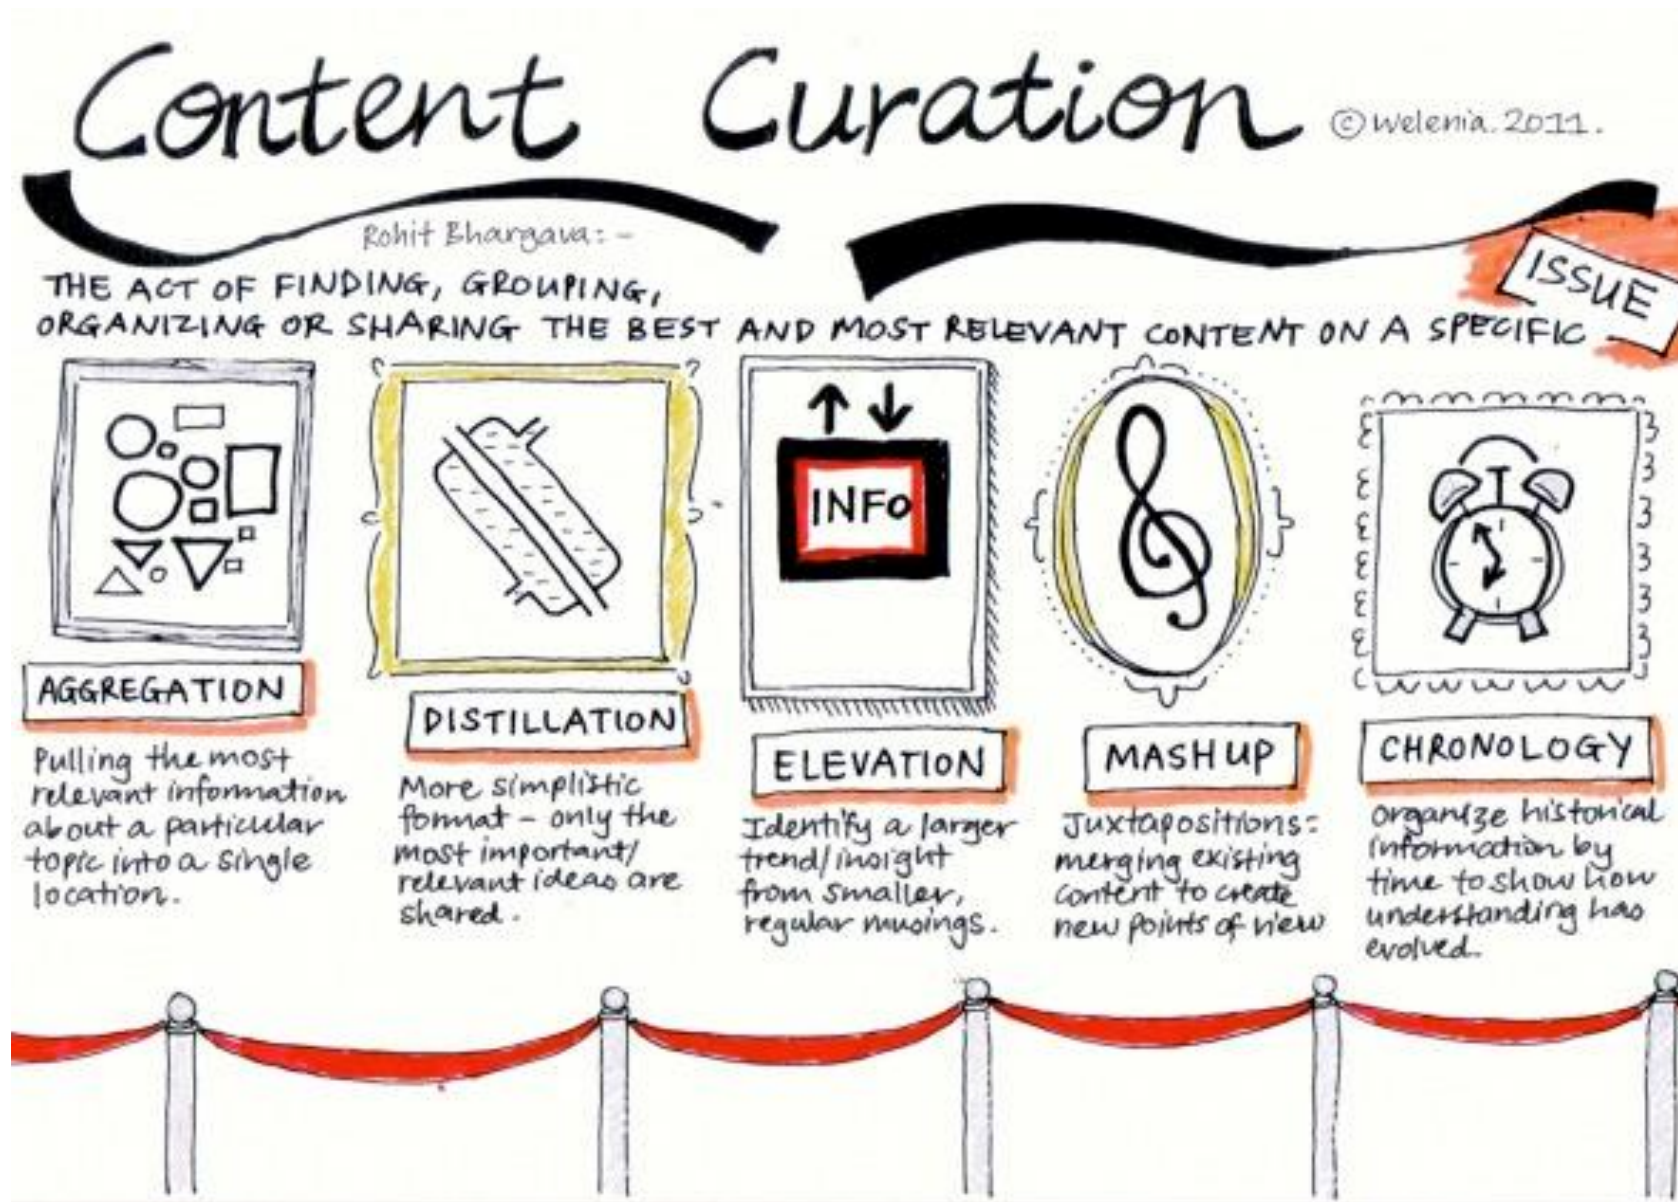 Content Curation
© welenia. 2011.
Rohit Bhargava: -
THE ACT OF FINDING, GROUPING,
ORGANIZING OR SHARING THE BEST AND MOST RELEVANT CONTENT ON A SPECIFIC
ISSUE
INFO
AGGREGATION
Pulling the most
relevant information
about a particular
topic into a single
location.
DISTILLATION
More simplistic
format - only the
most important/
relevant ideas are
shared.
ELEVATION
Identify a larger
trend/insight
from smaller,
regular musings.
MASHUP
Juxtapositions:
merging existing
content to create
new points of view
CHRONOLOGY
organize historical
information by
time to show how
understanding has
evolved.